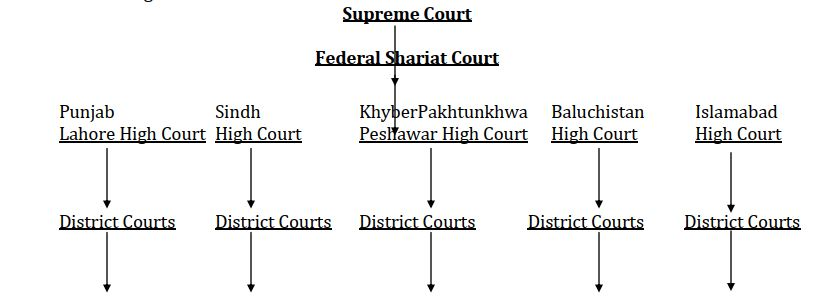 Supreme Court
Federal Shariat Court
Punjab Sindh KhyberPakhtunkhwa Baluchistan Islamabad
Lahore High Court High Court Peshawar High Court High Court High Court
District Courts District Courts District Courts District Courts District Courts